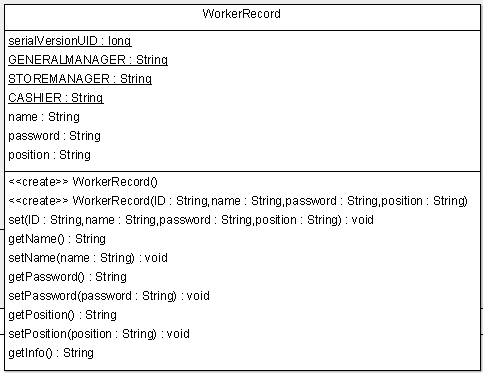 WorkerRecord
serialVersionUID : long
GENERALMANAGER : String
STOREMANAGER : String
CASHIER : String
name : String
password : String
position : String
<<create>> WorkerRecord()
<<create>> WorkerRecord(ID : String,name : String,password : String,position : String)
set(ID : String,name : String,password : String,position : String) : void
getName() : String
setName(name : String) : void
getPassword() : String
setPassword(password : String) : void
getPosition() : String
setPosition(position : String) : void
getInfo() : String